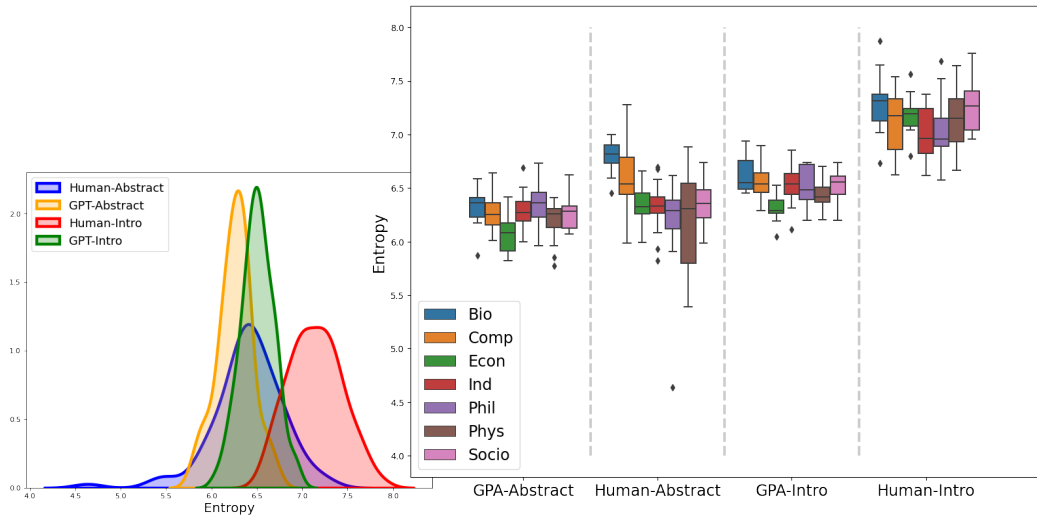 Human-Abstract
GPT-Abstract
Human-Intro
GPT-Intro
2.0
1.5
1.0
0.5
0.0
4.0 4.5 5.0 5.5 6.0 6.5 7.0 7.5 8.0
Entropy
8.0
7.5
7.0
6.5
6.0
5.5
5.0
4.5
4.0
Entropy
Bio
Comp
Econ
Ind
Phil
Phys
Socio
GPA-Abstract Human-Abstract GPA-Intro Human-Intro